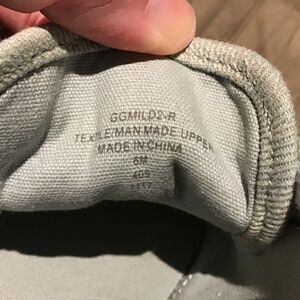 GGMILD2-R
TEXTILE/MAN MADE UPPER
MADE IN CHINA
6M